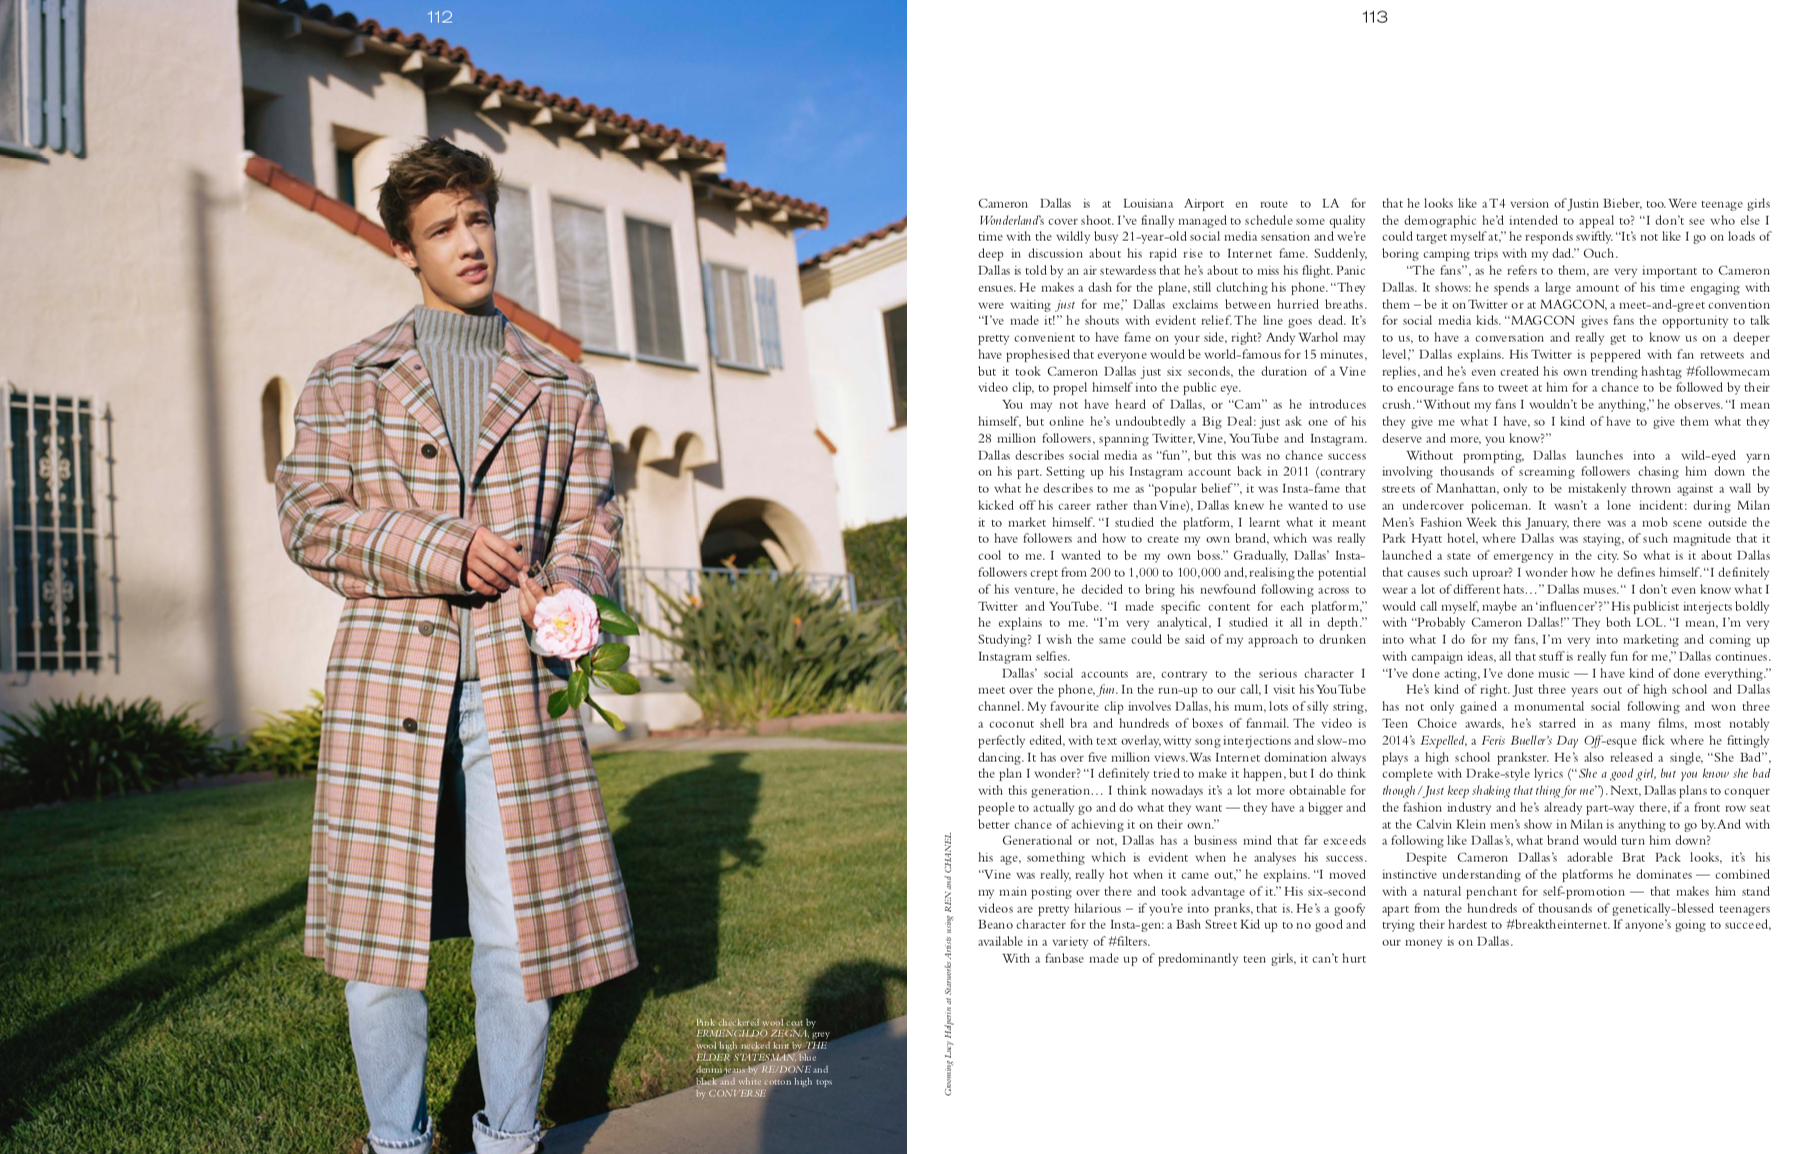 112
Pink checkered wool coat by
ERMENGILDO ZEGNA, grey
wool high necked knit by THE
ELDER STATESMAN, blue
denim jeans by RE/DONE and
black and white cotton high tops
by CONVERSE
113
Grooming Lucy Halperin at Starworks Artists using REN and CHANEL
Cameron Dallas is at Louisiana Airport en route to LA for
Wonderland's cover shoot. I've finally managed to schedule some quality
time with the wildly busy 21-year-old social media sensation and we're
deep in discussion about his rapid rise to Internet fame. Suddenly,
Dallas is told by an air stewardess that he's about to miss his flight. Panic
ensues. He makes a dash for the plane, still clutching his phone. “They
were waiting just for me,” Dallas exclaims between hurried breaths.
“I've made it!” he shouts with evident relief. The line goes dead. It's
pretty convenient to have fame on your side, right? Andy Warhol may
have prophesised that everyone would be world-famous for 15 minutes,
but it took Cameron Dallas just six seconds, the duration of a Vine
video clip, to propel himself into the public eye.
You may not have heard of Dallas, or “Cam” as he introduces
himself, but online he's undoubtedly a Big Deal: just ask one of his
28 million followers, spanning Twitter, Vine, YouTube and Instagram.
Dallas describes social media as “fun”, but this was no chance success
on his part. Setting up his Instagram account back in 2011 (contrary
to what he describes to me as “popular belief”, it was Insta-fame that
kicked off his career rather than Vine), Dallas knew he wanted to use
it to market himself. “I studied the platform, I learnt what it meant
to have followers and how to create my own brand, which was really
cool to me. I wanted to be my own boss.” Gradually, Dallas' Insta-
followers crept from 200 to 1,000 to 100,000 and, realising the potential
of his venture, he decided to bring his newfound following across to
Twitter and YouTube. “I made specific content for each platform,”
he explains to me. “I'm very analytical, I studied it all in depth.”
Studying? I wish the same could be said of my approach to drunken
Instagram selfies.
Dallas' social accounts are, contrary to the serious character I
meet over the phone, fun. In the run-up to our call, I visit his YouTube
channel. My favourite clip involves Dallas, his mum, lots of silly string,
a coconut shell bra and hundreds of boxes of fanmail. The video is
perfectly edited, with text overlay, witty song interjections and slow-mo
dancing. It has over five million views. Was Internet domination always
the plan I wonder? “I definitely tried to make it happen, but I do think
with this generation… I think nowadays it's a lot more obtainable for
people to actually go and do what they want — they have a bigger and
better chance of achieving it on their own.”
Generational or not, Dallas has a business mind that far exceeds
his age, something which is evident when he analyses his success.
“Vine was really, really hot when it came out,” he explains. “I moved
my main posting over there and took advantage of it.” His six-second
videos are pretty hilarious – if you're into pranks, that is. He's a goofy
Beano character for the Insta-gen: a Bash Street Kid up to no good and
available in a variety of #filters.
With a fanbase made up of predominantly teen girls, it can't hurt
that he looks like a T4 version of Justin Bieber, too. Were teenage girls
the demographic he'd intended to appeal to? “I don't see who else I
could target myself at,” he responds swiftly. “It's not like I go on loads of
boring camping trips with my dad.” Ouch.
“The fans”, as he refers to them, are very important to Cameron
Dallas. It shows: he spends a large amount of his time engaging with
them – be it on Twitter or at MAGCON, a meet-and-greet convention
for social media kids. “MAGCON gives fans the opportunity to talk
to us, to have a conversation and really get to know us on a deeper
level,” Dallas explains. His Twitter is peppered with fan retweets and
replies, and he's even created his own trending hashtag #followmecam
to encourage fans to tweet at him for a chance to be followed by their
crush. “Without my fans I wouldn't be anything,” he observes. “I mean
they give me what I have, so I kind of have to give them what they
deserve and more, you know?”
Without prompting, Dallas launches into a wild-eyed yarn
involving thousands of screaming followers chasing him down the
streets of Manhattan, only to be mistakenly thrown against a wall by
an undercover policeman. It wasn't a lone incident: during Milan
Men's Fashion Week this January, there was a mob scene outside the
Park Hyatt hotel, where Dallas was staying, of such magnitude that it
launched a state of emergency in the city. So what is it about Dallas
that causes such uproar? I wonder how he defines himself. “I definitely
wear a lot of different hats…” Dallas muses. “ I don't even know what I
would call myself, maybe an ‘influencer’?” His publicist interjects boldly
with “Probably Cameron Dallas!” They both LOL. “I mean, I'm very
into what I do for my fans, I'm very into marketing and coming up
with campaign ideas, all that stuff is really fun for me,” Dallas continues.
“I've done acting, I've done music — I have kind of done everything.”
He's kind of right. Just three years out of high school and Dallas
has not only gained a monumental social following and won three
Teen Choice awards, he's starred in as many films, most notably
2014's Expelled, a Feris Bueller's Day Off-esque flick where he fittingly
plays a high school prankster. He's also released a single, “She Bad”,
complete with Drake-style lyrics (“She a good girl, but you know she bad
though / Just keep shaking that thing for me”). Next, Dallas plans to conquer
the fashion industry and he's already part-way there, if a front row seat
at the Calvin Klein men's show in Milan is anything to go by. And with
a following like Dallas's, what brand would turn him down?
Despite Cameron Dallas's adorable Brat Pack looks, it's his
instinctive understanding of the platforms he dominates — combined
with a natural penchant for self-promotion — that makes him stand
apart from the hundreds of thousands of genetically-blessed teenagers
trying their hardest to #breaktheinternet. If anyone's going to succeed,
our money is on Dallas.